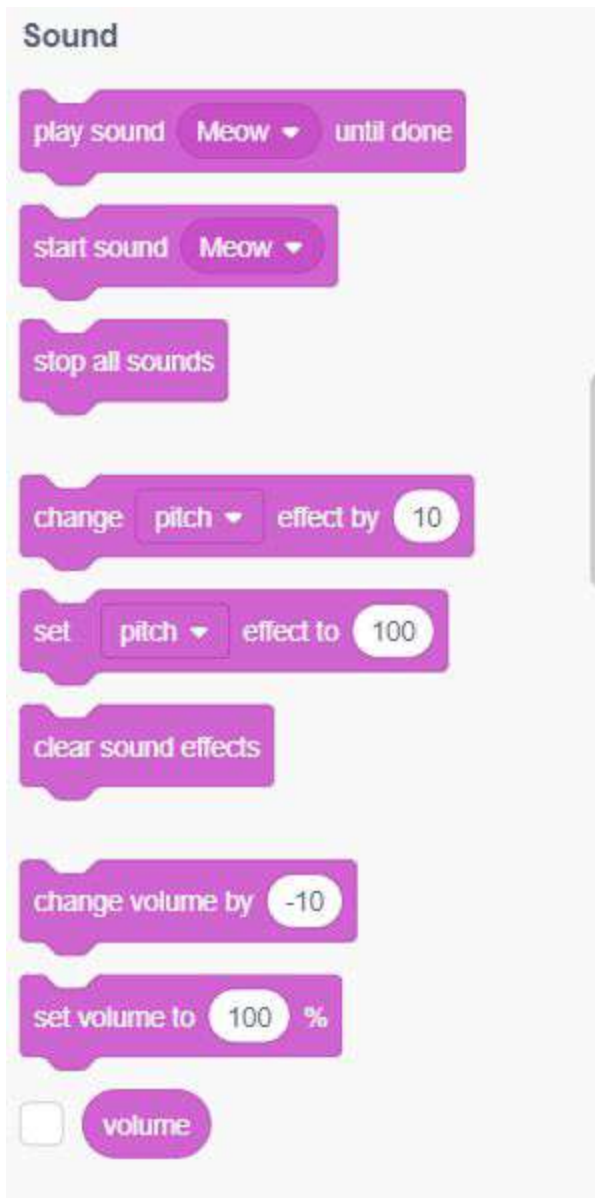 Sound
play sound Meow until done
start sound Meow
stop all sounds
change pitch effect by 10
set pitch effect to 100
clear sound effects
change volume by -10
set volume to 100 %
volume